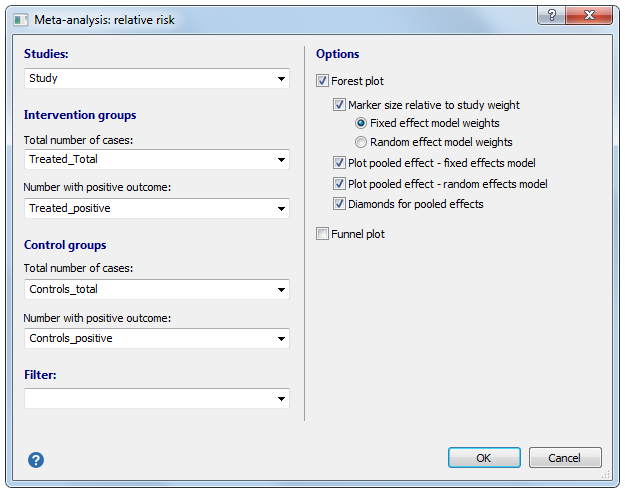 Meta-analysis: relative risk
?
Studies:
Study
Intervention groups
Total number of cases:
Treated_Total
Number with positive outcome:
Treated_positive
Control groups
Total number of cases:
Controls_total
Number with positive outcome:
Controls_positive
Filter:
Options
Forest plot
Marker size relative to study weight
Fixed effect model weights
Random effect model weights
Plot pooled effect - fixed effects model
Plot pooled effect - random effects model
Diamonds for pooled effects
Funnel plot
?
OK
Cancel